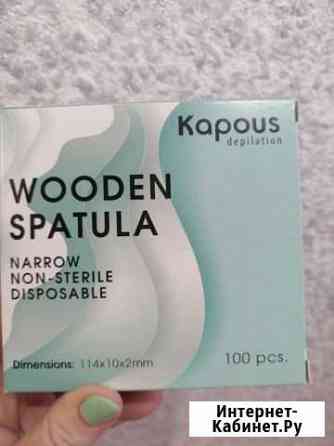 Kapous
depilation
WOODEN
SPATULA
NARROW
NON-STERILE
DISPOSABLE
Dimensions: 114x10x2mm
100 pcs.
Интернет-
Кабинет.Ру